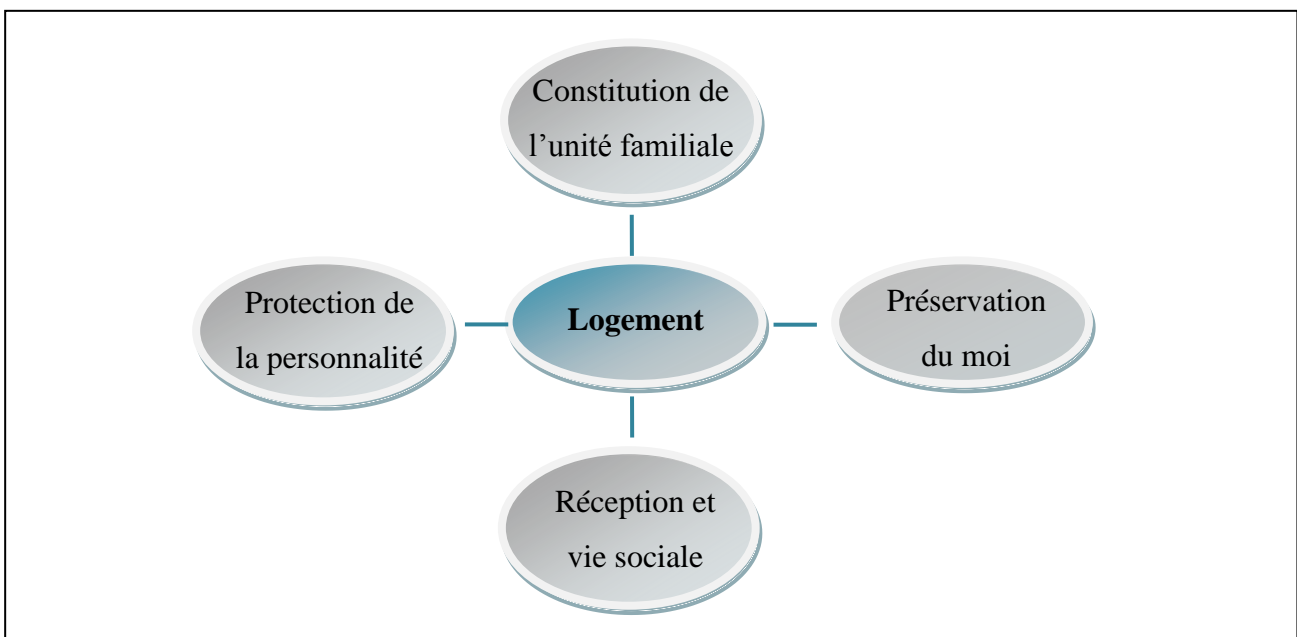 Constitution de
l’unité familiale
Protection de
la personnalité
Logement
Préservation
du moi
Réception et
vie sociale